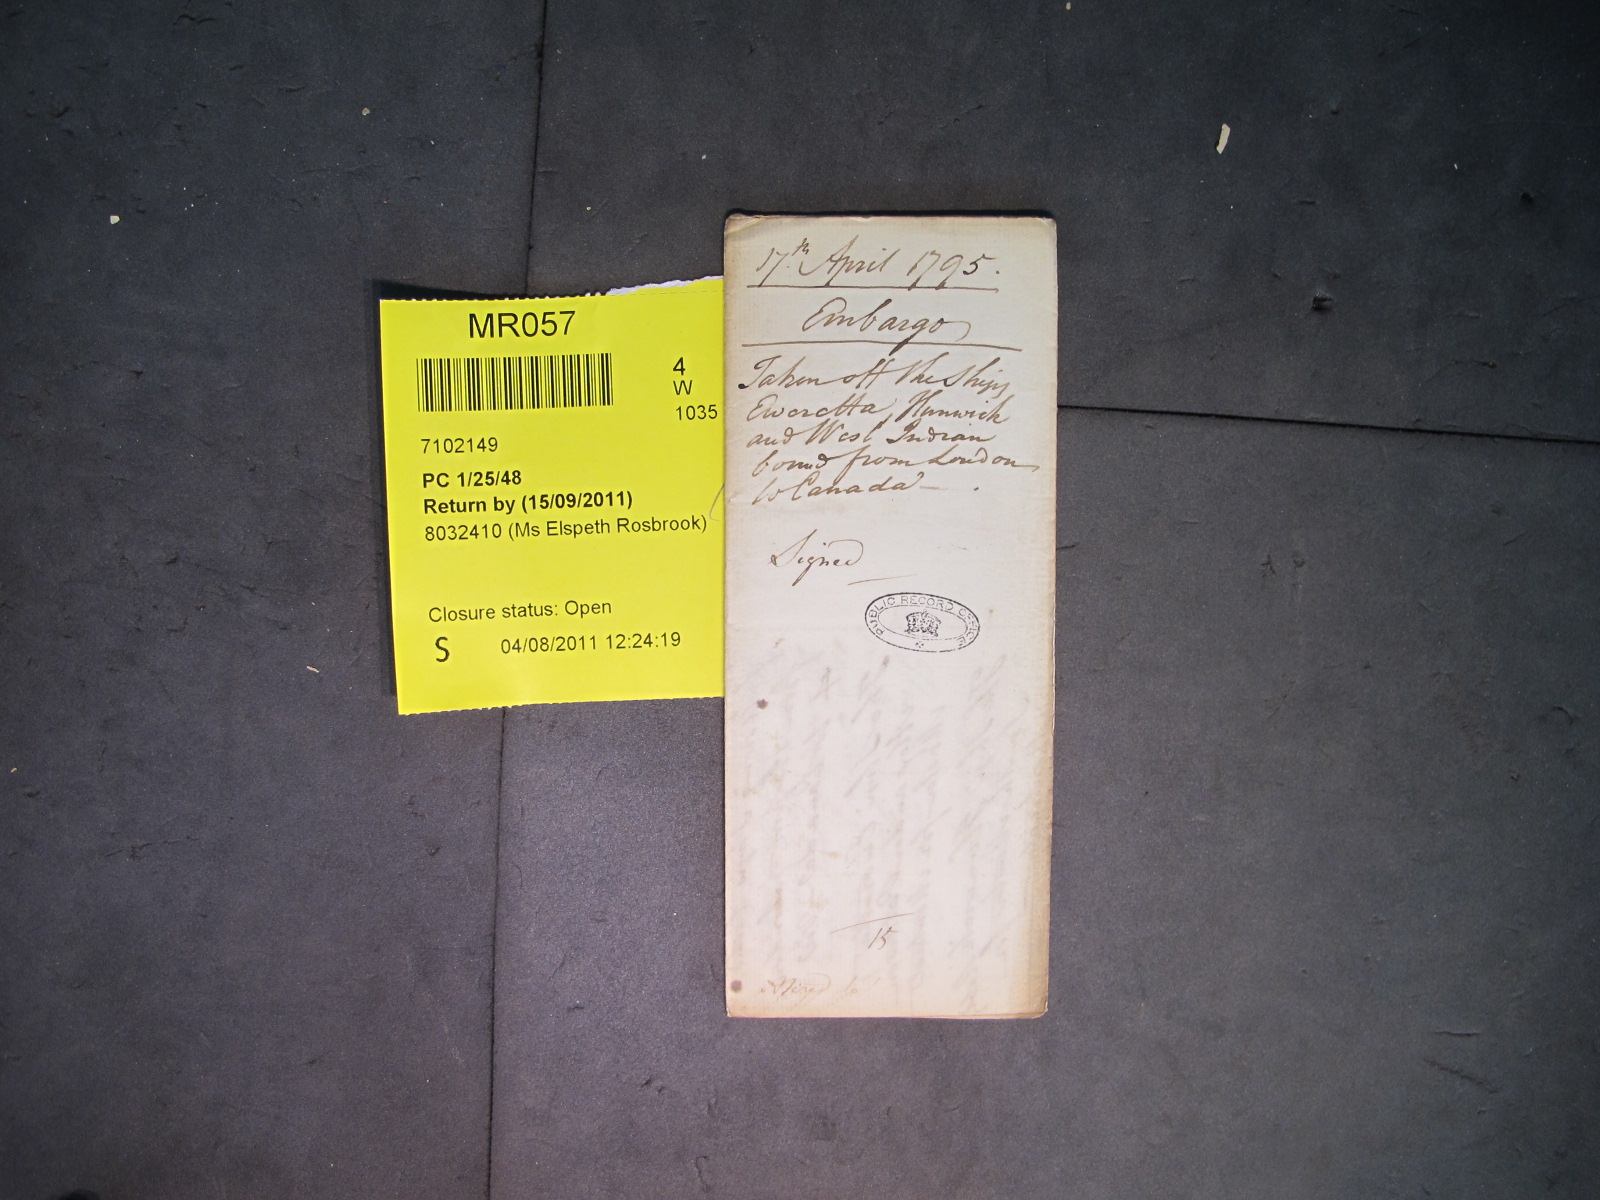 MR057
4
W
1035
7102149
PC 1/25/48
Return by (15/09/2011)
8032410 (Ms Elspeth Rosbrook)
Closure status: Open
S 04/08/2011 12:24:19
17th April 1795.
Embargo
Taken off the Ships
Everetta, Hunwick
and West Indian
bound from London
to Canada —
Signed
PUBLIC RECORD OFFICE
15